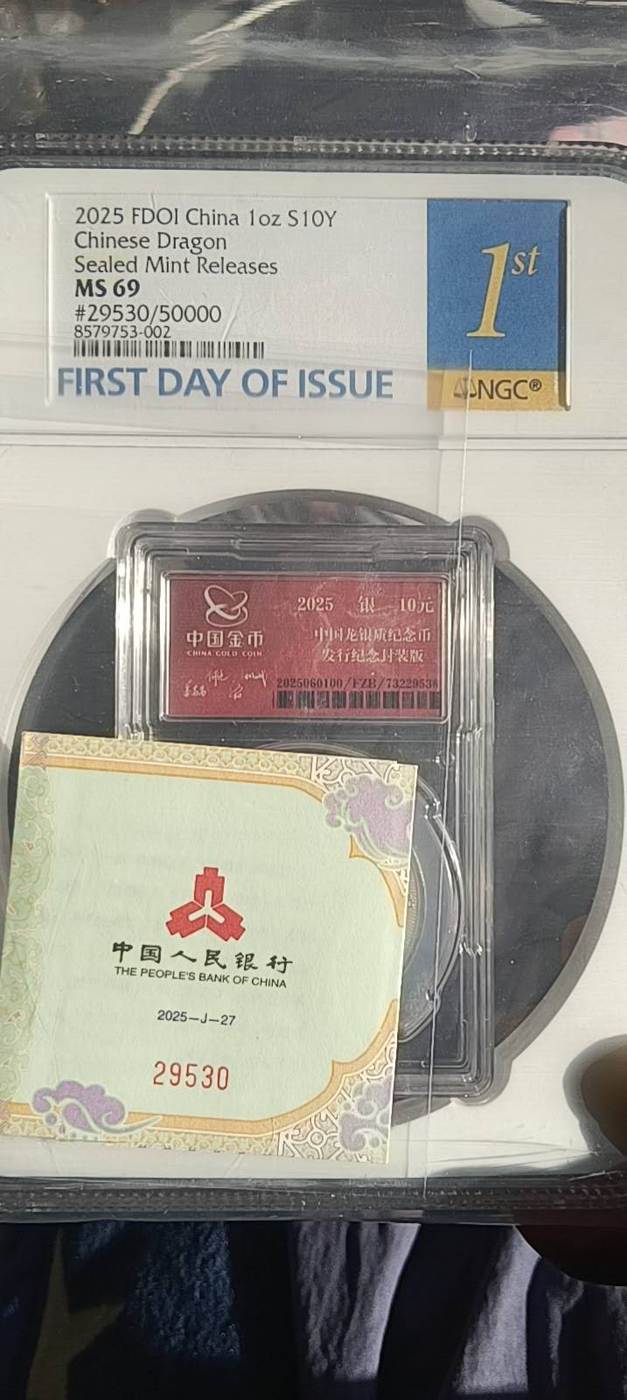 2025 FDOI China 1oz S10Y
Chinese Dragon
Sealed Mint Releases
MS 69
#29530/50000
8579753-002
FIRST DAY OF ISSUE
1st
NGC®
中国金币
CHINA GOLD COIN
2025 银 10元
中国龙银质纪念币
发行纪念封装版
2025060100/FZB/73229530
中国人民银行
THE PEOPLE'S BANK OF CHINA
2025—J—27
29530